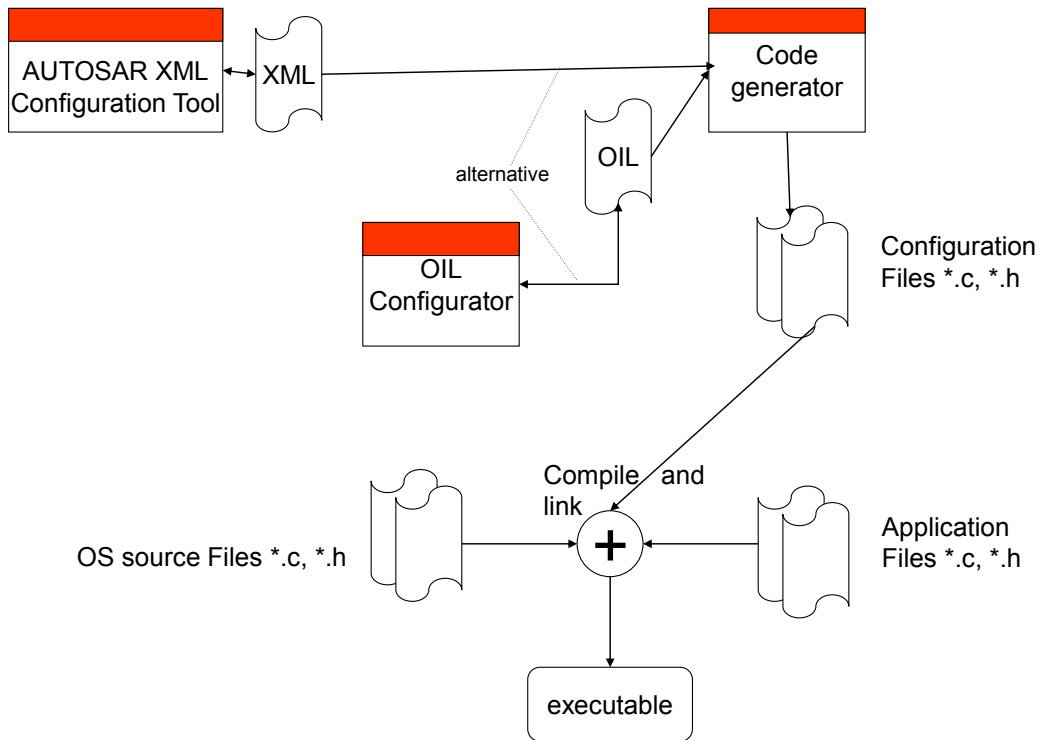 AUTOSAR XML
Configuration Tool
XML
Code
generator
OIL
alternative
OIL
Configurator
Configuration
Files *.c, *.h
Compile and
link
+
OS source Files *.c, *.h
Application
Files *.c, *.h
executable